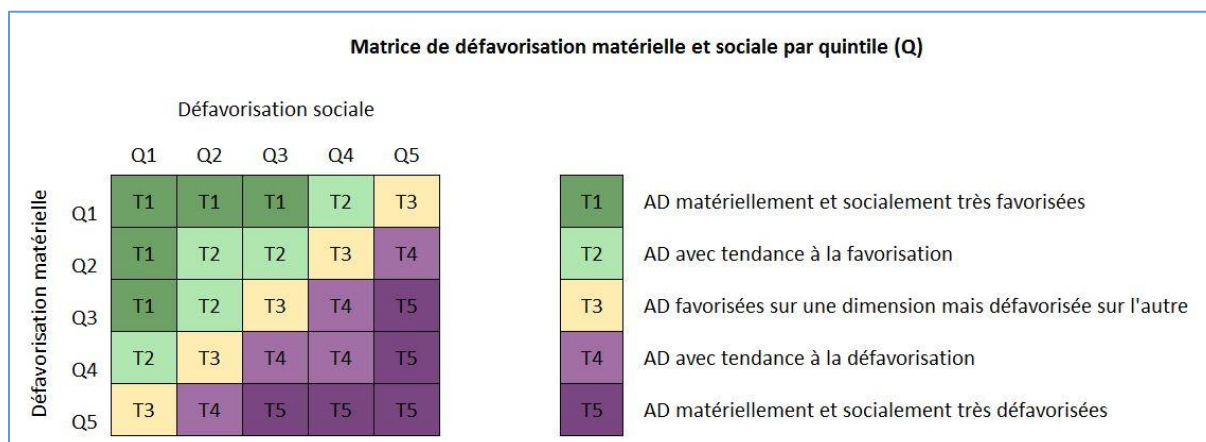 Matrice de défavorisation matérielle et sociale par quintile (Q)
Défavorisation sociale
Q1 Q2 Q3 Q4 Q5
Défavorisation matérielle
Q1 T1 T1 T1 T2 T3
Q2 T1 T2 T2 T3 T4
Q3 T1 T2 T3 T4 T5
Q4 T2 T3 T4 T4 T5
Q5 T3 T4 T5 T5 T5
T1 AD matériellement et socialement très favorisées
T2 AD avec tendance à la favorisation
T3 AD favorisées sur une dimension mais défavorisée sur l'autre
T4 AD avec tendance à la défavorisation
T5 AD matériellement et socialement très défavorisées